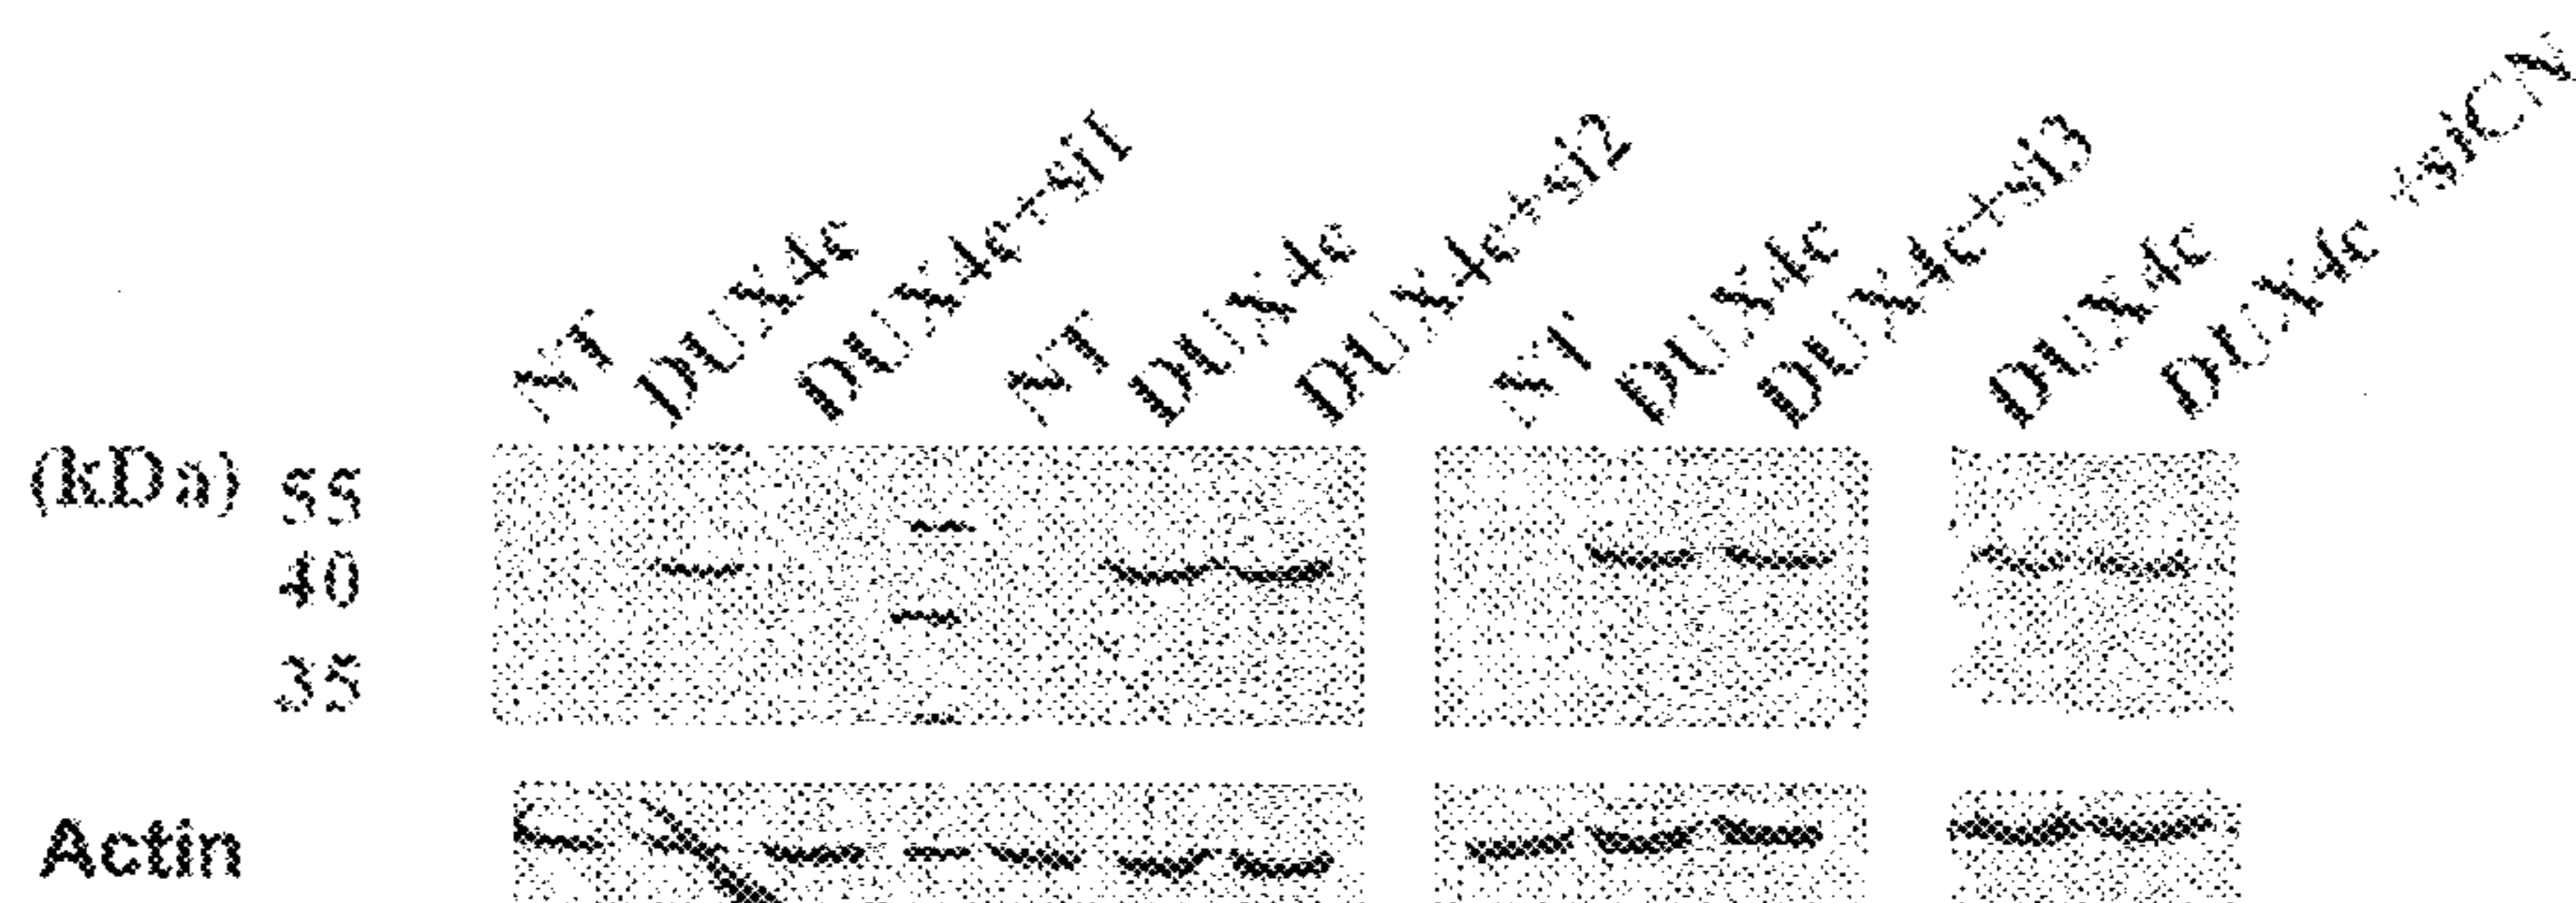 NT DUX4c DUX4c+si1 NT DUX4c DUX4c+si2 NT DUX4c DUX4c+si3 DUX4c DUX4c +siCN
(kDa) 55
40
35
Actin